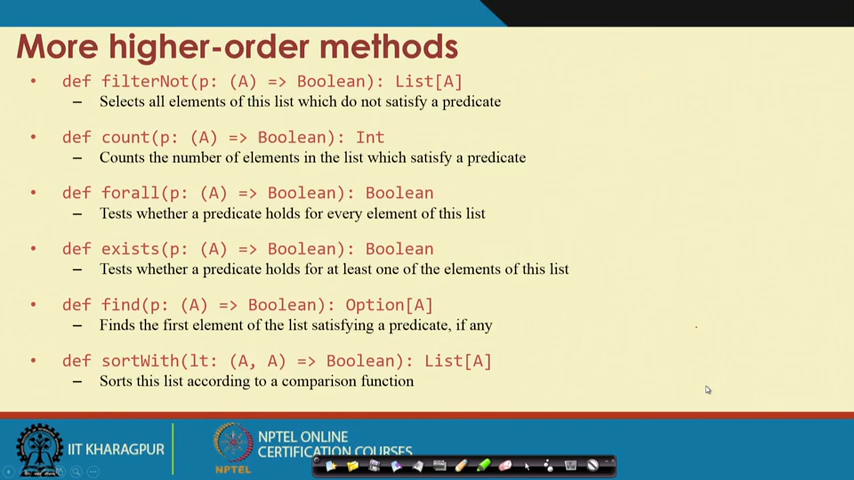 More higher-order methods
• def filterNot(p: (A) => Boolean): List[A]
– Selects all elements of this list which do not satisfy a predicate
• def count(p: (A) => Boolean): Int
– Counts the number of elements in the list which satisfy a predicate
• def forall(p: (A) => Boolean): Boolean
– Tests whether a predicate holds for every element of this list
• def exists(p: (A) => Boolean): Boolean
– Tests whether a predicate holds for at least one of the elements of this list
• def find(p: (A) => Boolean): Option[A]
– Finds the first element of the list satisfying a predicate, if any
• def sortWith(lt: (A, A) => Boolean): List[A]
– Sorts this list according to a comparison function
IIT KHARAGPUR
NPTEL
NPTEL ONLINE
CERTIFICATION COURSES